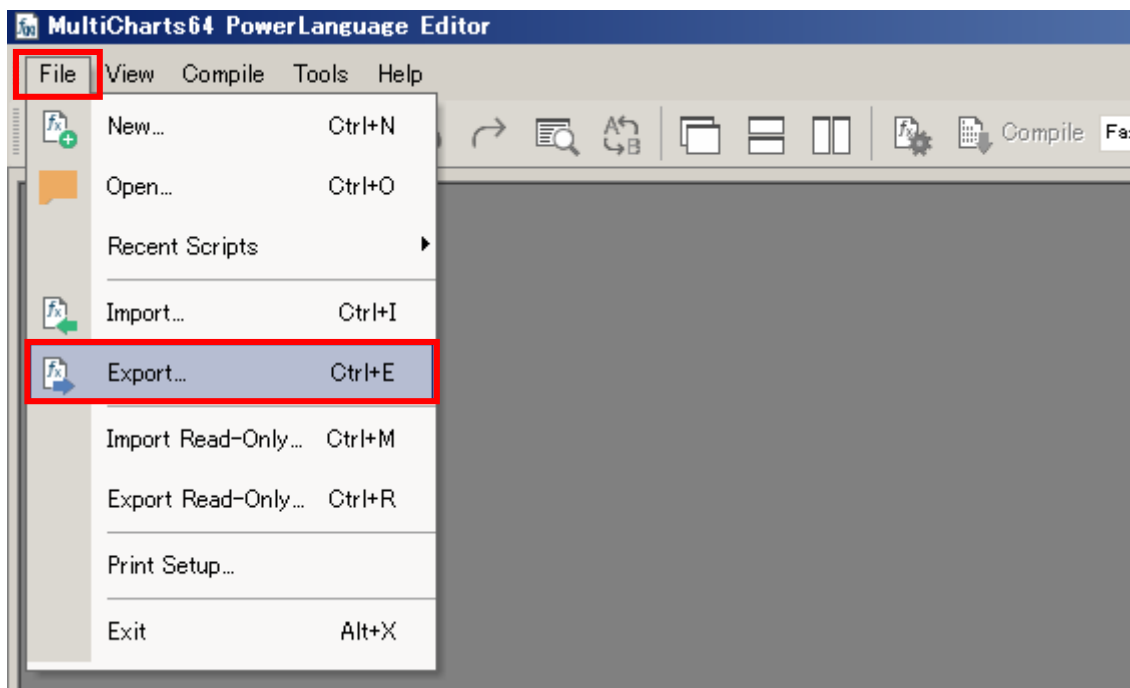 MultiCharts64 PowerLanguage Editor
File View Compile Tools Help
Compile Fa
New... Ctrl+N
Open... Ctrl+O
Recent Scripts
Import... Ctrl+I
Export... Ctrl+E
Import Read-Only... Ctrl+M
Export Read-Only... Ctrl+R
Print Setup...
Exit Alt+X